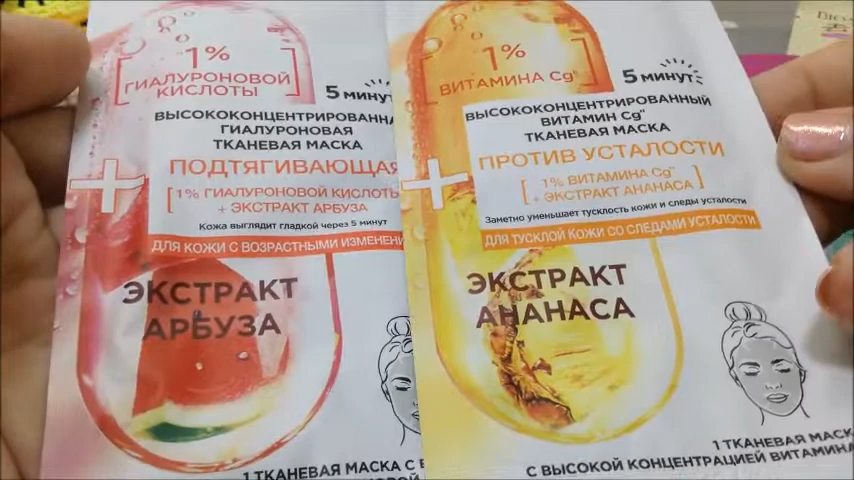 1%
ГИАЛУРОНОВОЙ
КИСЛОТЫ
5 МИНУТ
ВЫСОКОКОНЦЕНТРИРОВАНН
ГИАЛУРОНОВАЯ
ТКАНЕВАЯ МАСКА
ПОДТЯГИВАЮЩАЯ
1% ГИАЛУРОНОВОЙ КИСЛОТЫ
+ ЭКСТРАКТ АРБУЗА
КОЖА ВЫГЛЯДИТ ГЛАДКОЙ УЖЕ ЧЕРЕЗ 5 МИНУТ
ДЛЯ КОЖИ С ВОЗРАСТНЫМИ ИЗМЕНЕНИ
+
ЭКСТРАКТ
АРБУЗА
1 ТКАНЕВАЯ МАСКА С
1%
ВИТАМИНА Cg*
5 МИНУТ
ВЫСОКОКОНЦЕНТРИРОВАННЫЙ
ВИТАМИН Cg*
ТКАНЕВАЯ МАСКА
ПРОТИВ УСТАЛОСТИ
1% ВИТАМИНА Cg*
+ ЭКСТРАКТ АНАНАСА
ЗАМЕТНО УМЕНЬШАЕТ ТУСКЛОСТЬ КОЖИ И СЛЕДЫ УСТАЛОСТИ
ДЛЯ ТУСКЛОЙ КОЖИ СО СЛЕДАМИ УСТАЛОСТИ
+
ЭКСТРАКТ
АНАНАСА
1 ТКАНЕВАЯ МАСКА
С ВЫСОКОЙ КОНЦЕНТРАЦИЕЙ ВИТАМИНА